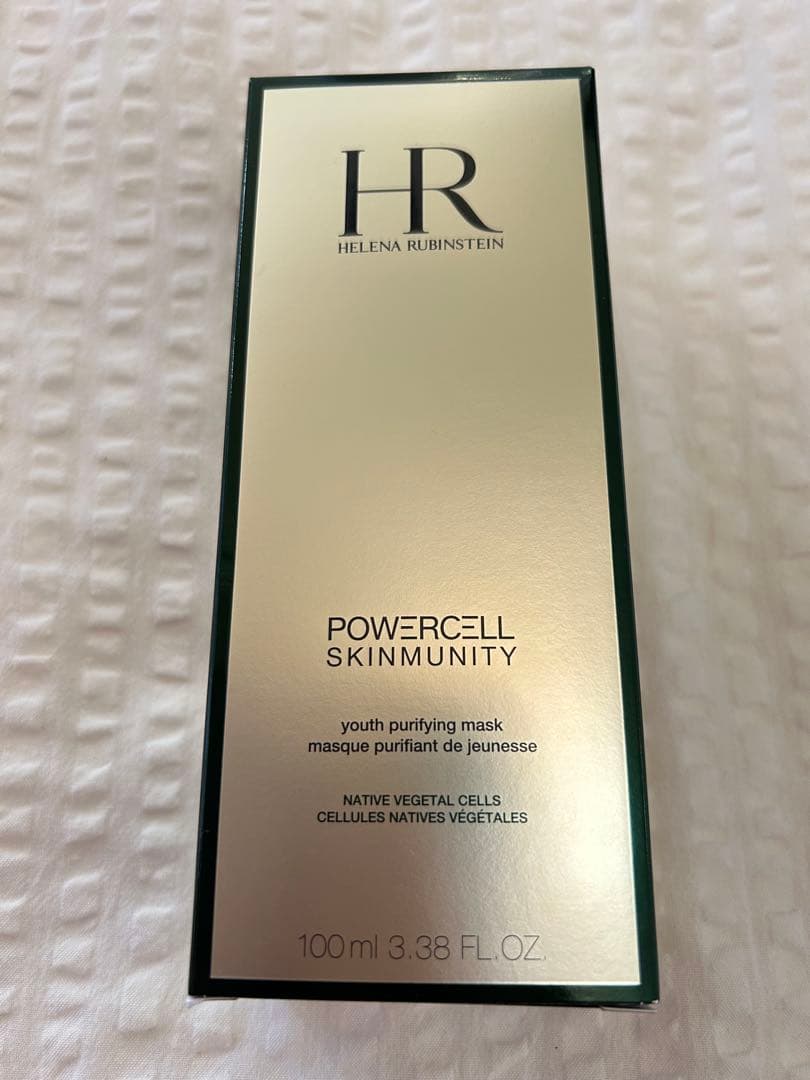 HR
HELENA RUBINSTEIN
POWERCELL
SKINMUNITY
youth purifying mask
masque purifiant de jeunesse
NATIVE VEGETAL CELLS
CELLULES NATIVES VÉGÉTALES
100 ml 3.38 FL.OZ.